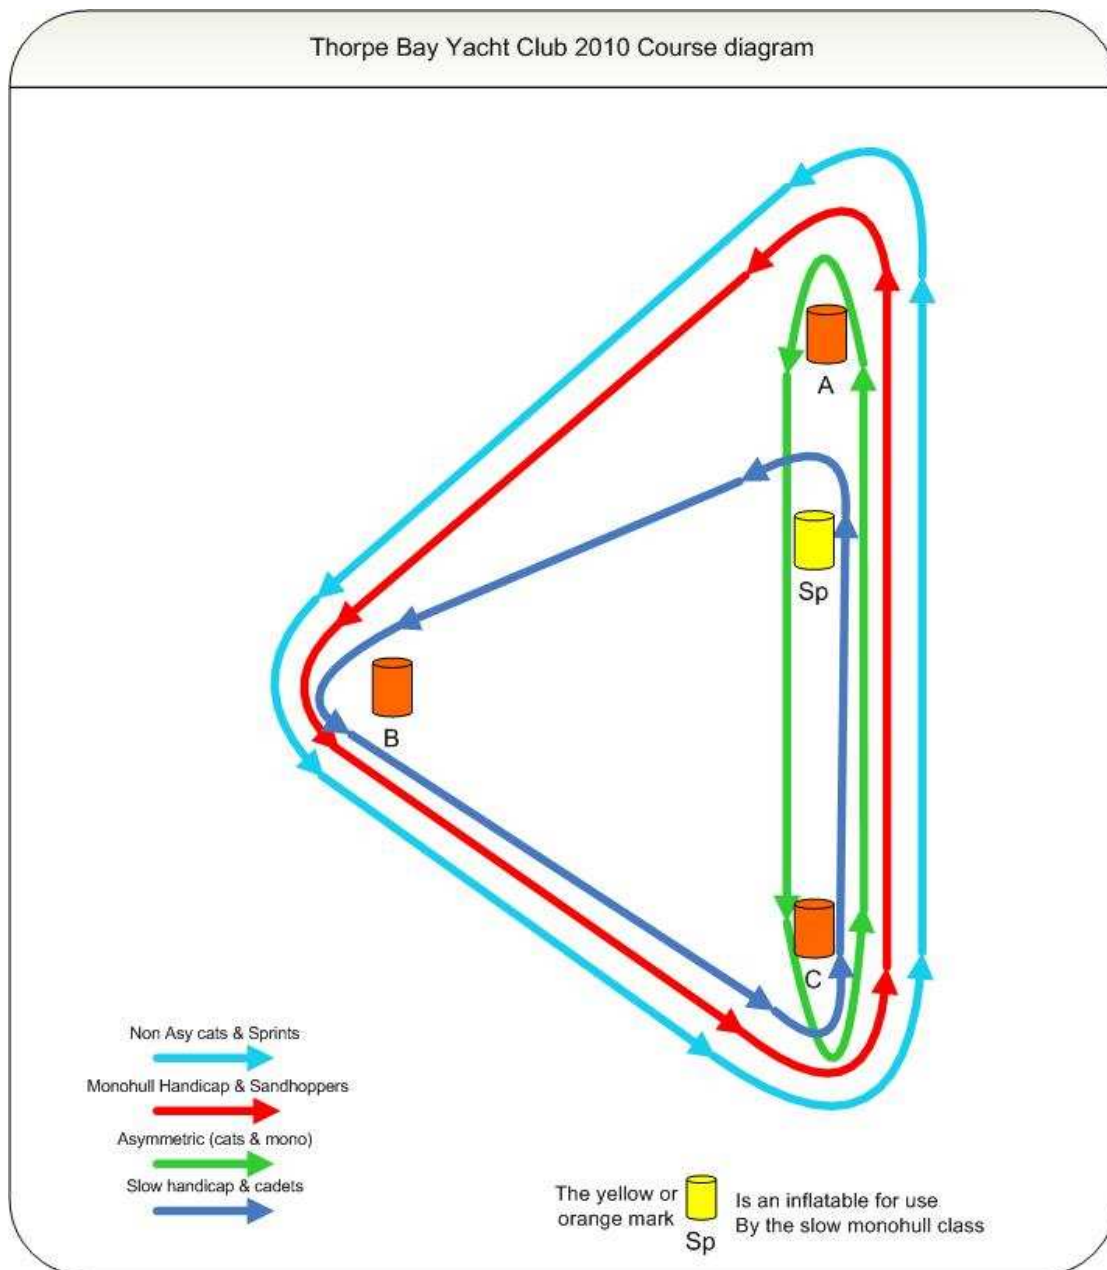 Thorpe Bay Yacht Club 2010 Course diagram
A
Sp
B
C
Non Asy cats & Sprints
Monohull Handicap & Sandhoppers
Asymmetric (cats & mono)
Slow handicap & cadets
The yellow or
orange mark
Sp
Is an inflatable for use
By the slow monohull class